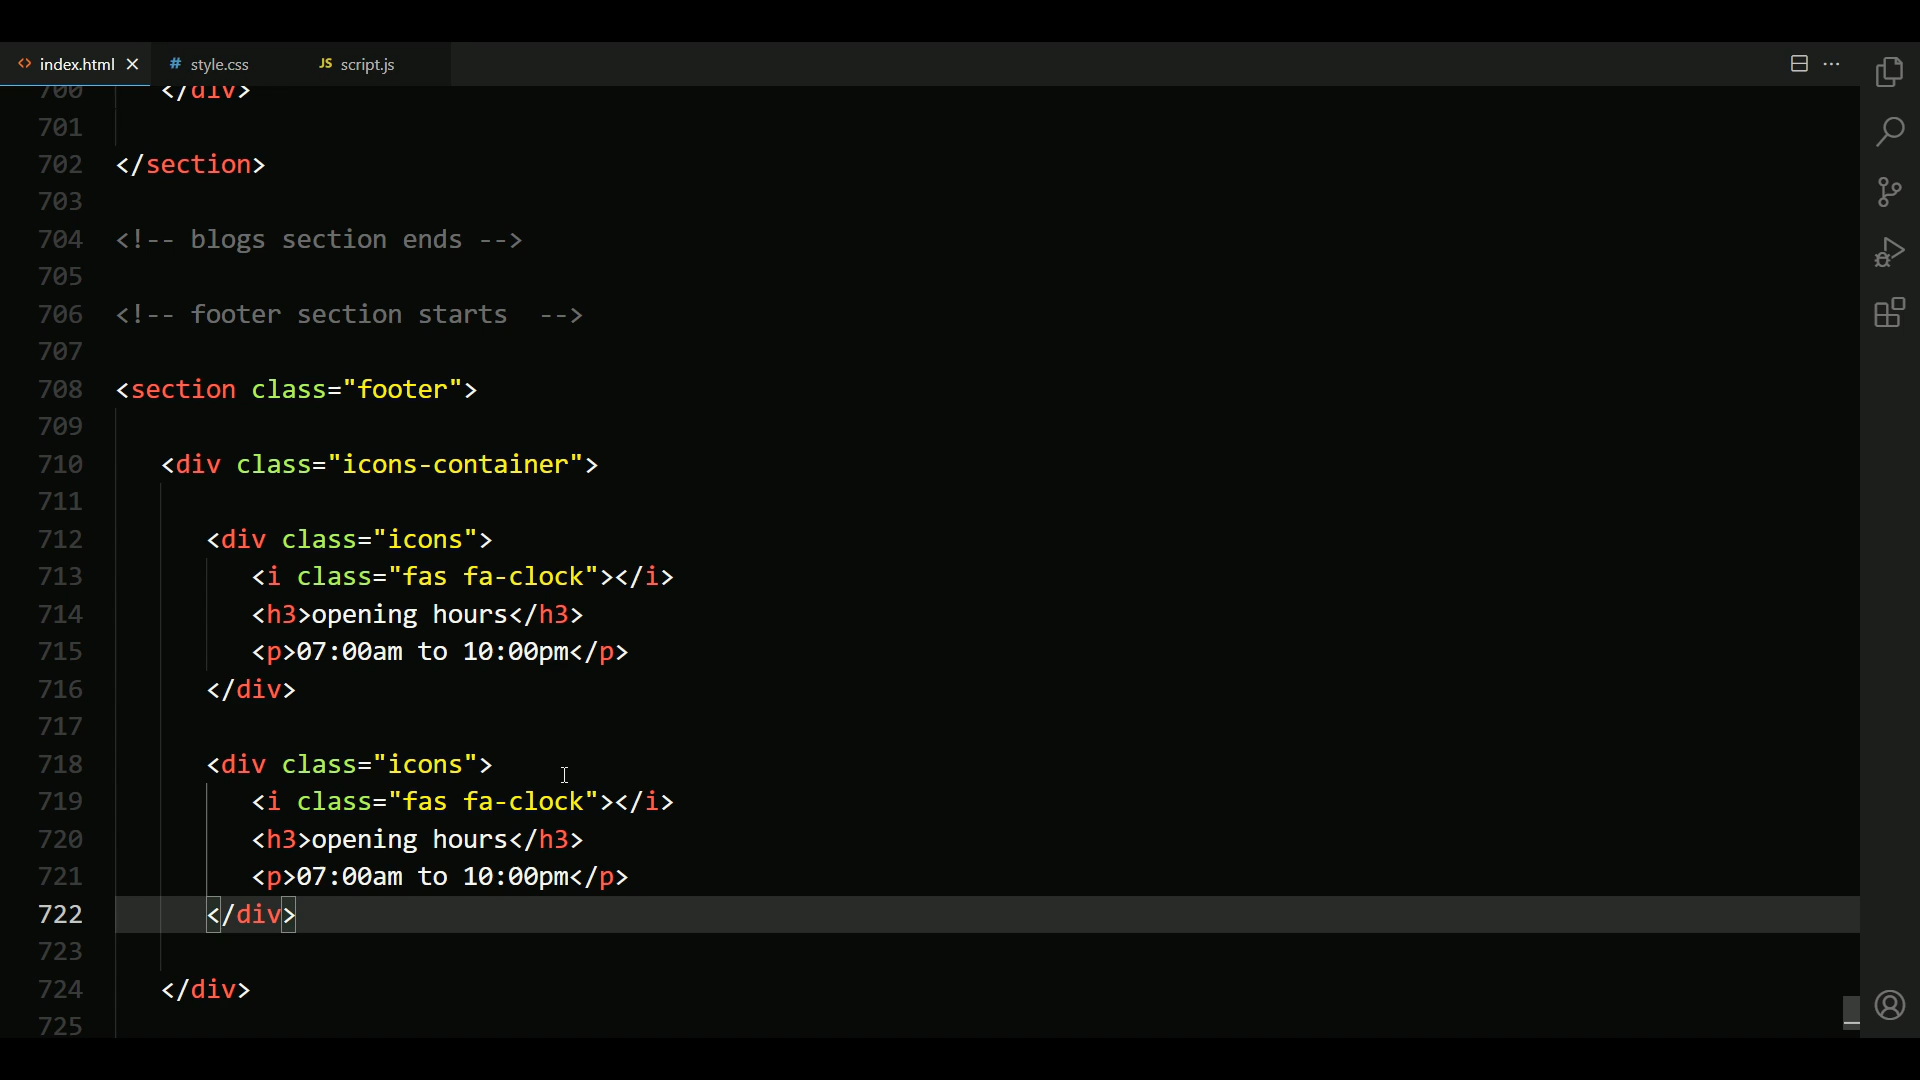 index.html style.css JS script.js
700 </div>
701
702 </section>
703
704 <!-- blogs section ends -->
705
706 <!-- footer section starts  -->
707
708 <section class="footer">
709
710    <div class="icons-container">
711
712       <div class="icons">
713          <i class="fas fa-clock"></i>
714          <h3>opening hours</h3>
715          <p>07:00am to 10:00pm</p>
716       </div>
717
718       <div class="icons">
719          <i class="fas fa-clock"></i>
720          <h3>opening hours</h3>
721          <p>07:00am to 10:00pm</p>
722       </div>
723
724    </div>
725